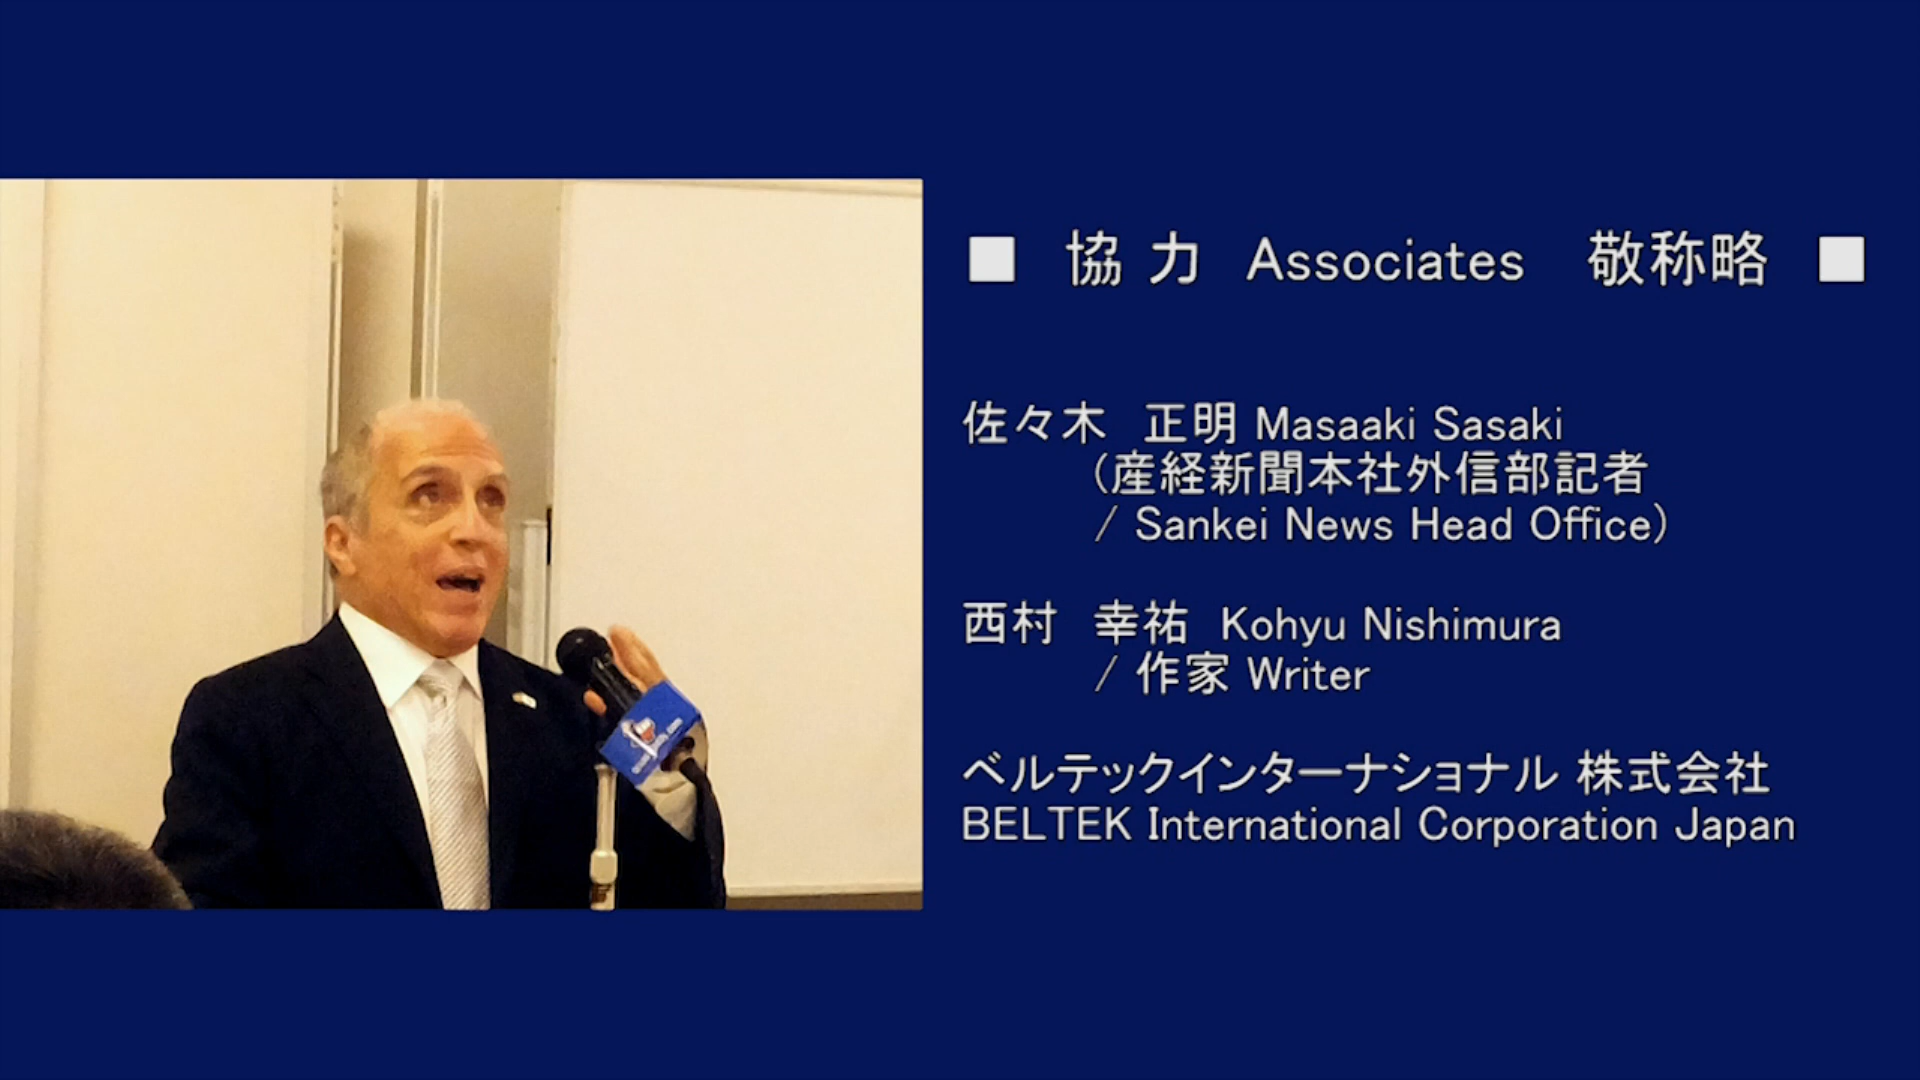 ■ 協 力 Associates 敬称略 ■
佐々木 正明 Masaaki Sasaki
(産経新聞本社外信部記者
/ Sankei News Head Office)
西村 幸祐 Kohyu Nishimura
/ 作家 Writer
ベルテックインターナショナル 株式会社
BELTEK International Corporation Japan